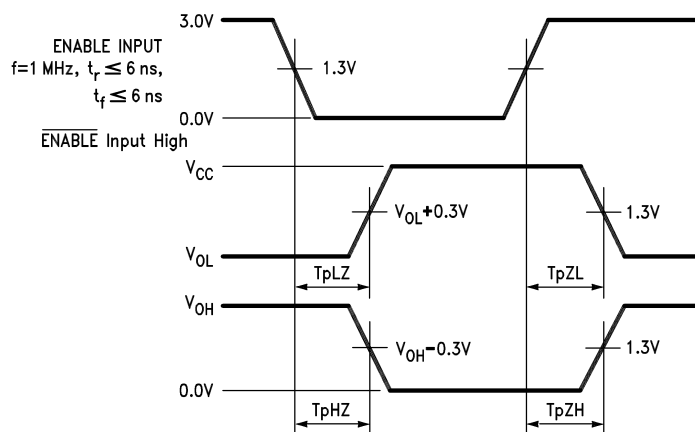 3.0V
ENABLE INPUT
f=1 MHz, tr ≤ 6 ns,
tf ≤ 6 ns
1.3V
0.0V
ENABLE Input High
VCC
VOL+0.3V
1.3V
VOL
TpLZ
TpZL
VOH
VOH−0.3V
1.3V
0.0V
TpHZ
TpZH